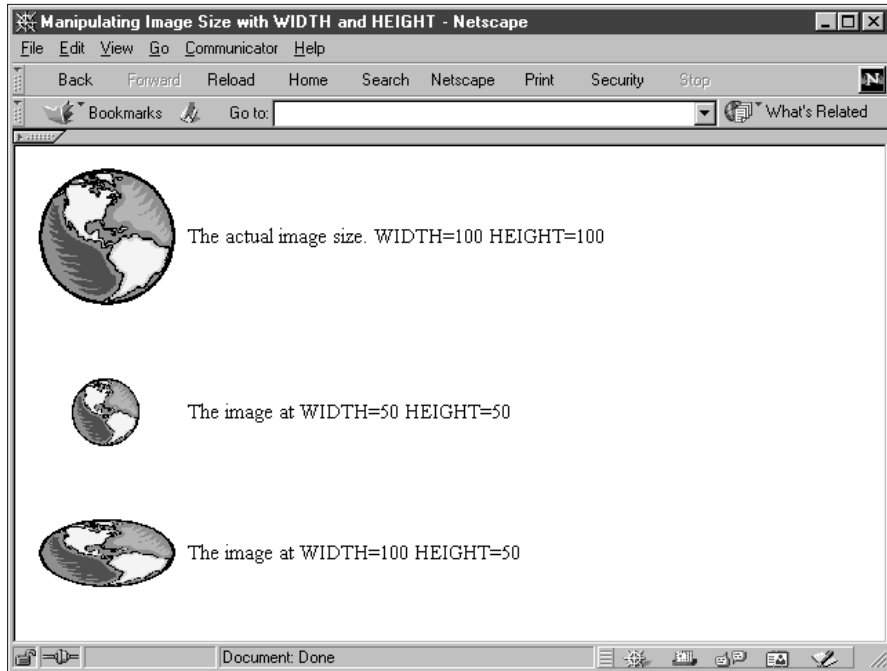 Manipulating Image Size with WIDTH and HEIGHT - Netscape
File Edit View Go Communicator Help
Back Forward Reload Home Search Netscape Print Security Stop N
Bookmarks Go to: What's Related
The actual image size. WIDTH=100 HEIGHT=100
The image at WIDTH=50 HEIGHT=50
The image at WIDTH=100 HEIGHT=50
Document: Done